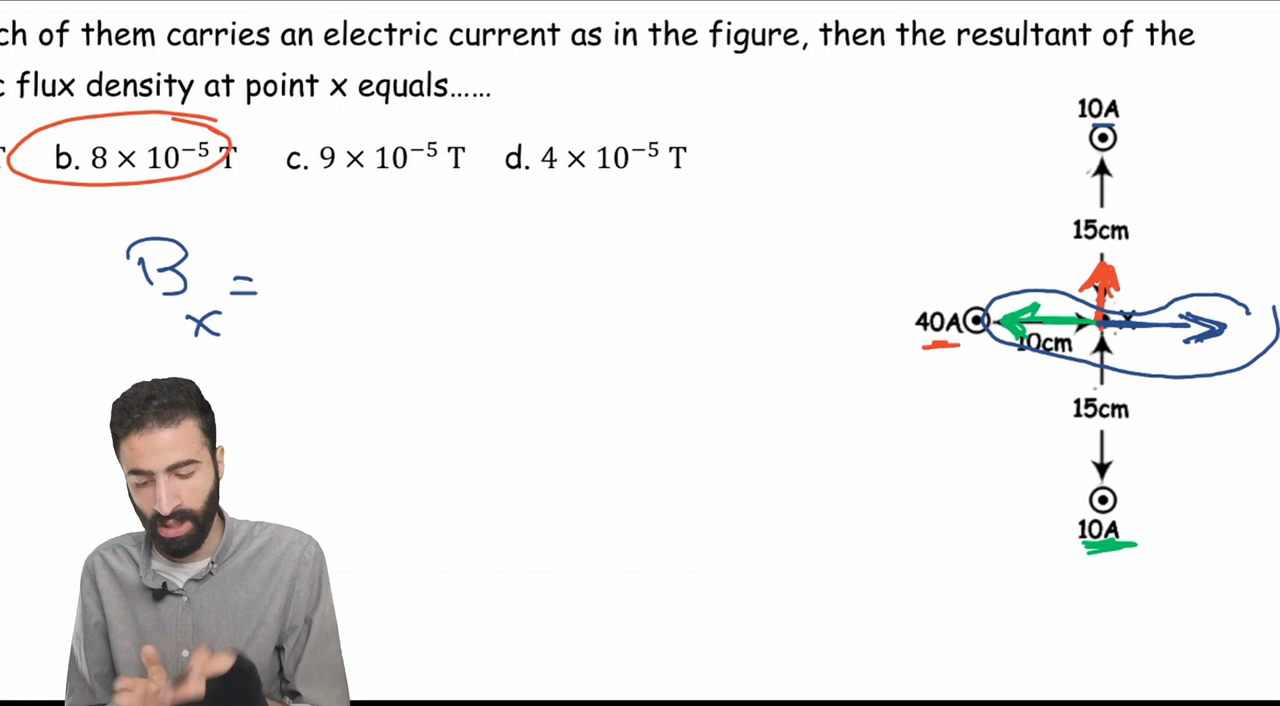 ch of them carries an electric current as in the figure, then the resultant of the
c flux density at point x equals......
T b. 8 × 10⁻⁵ T c. 9 × 10⁻⁵ T d. 4 × 10⁻⁵ T
10A
15cm
B_x =
40A x
10cm
15cm
10A